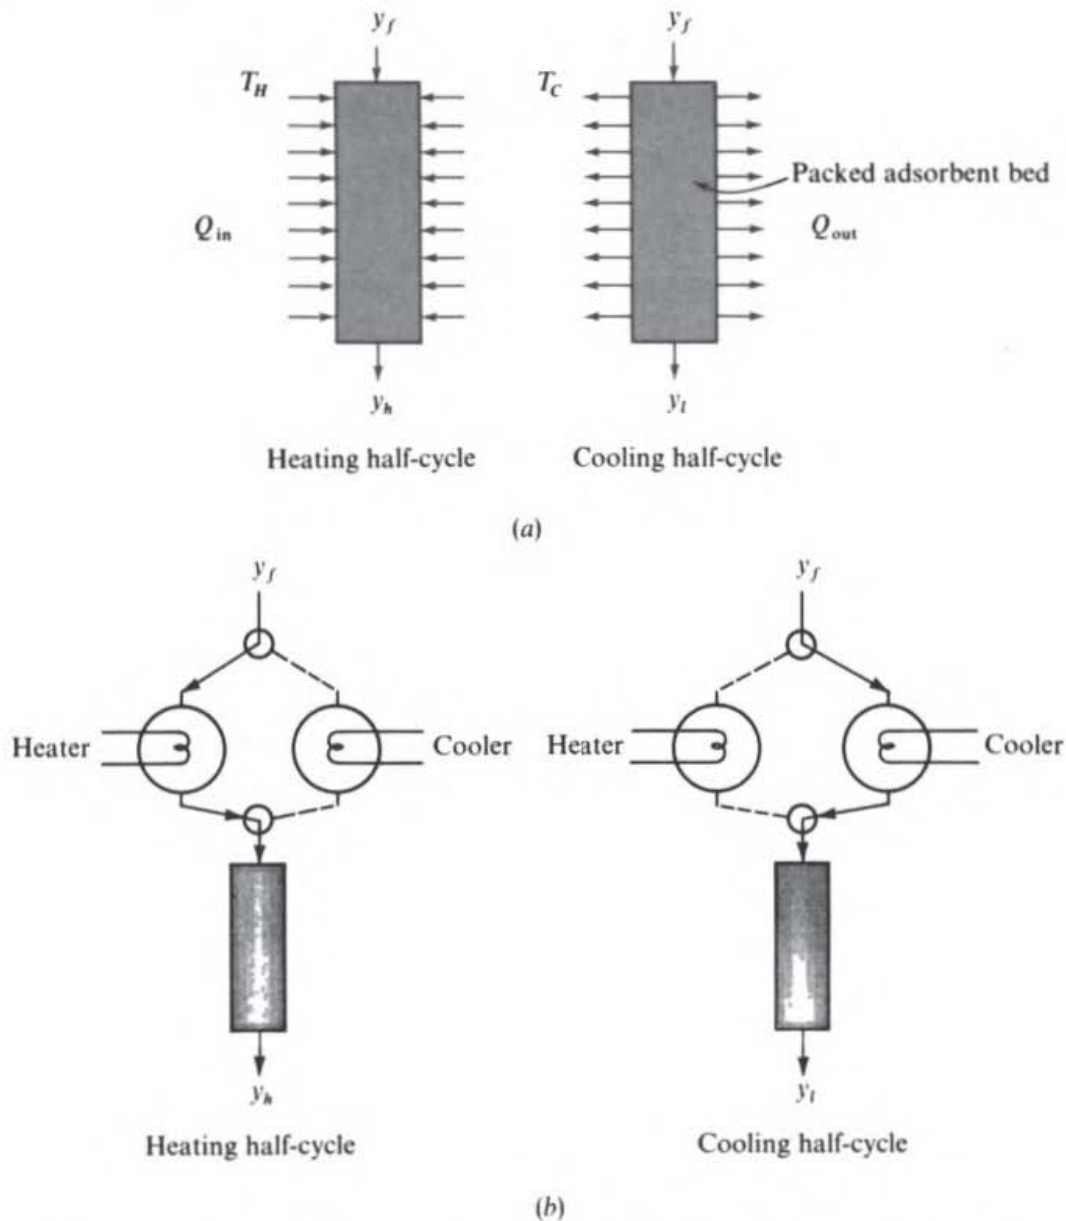 y_f y_f
T_H T_C
Packed adsorbent bed
Q_in Q_out
y_h y_l
Heating half-cycle Cooling half-cycle
(a)
y_f y_f
Heater Cooler Heater Cooler
y_h y_l
Heating half-cycle Cooling half-cycle
(b)